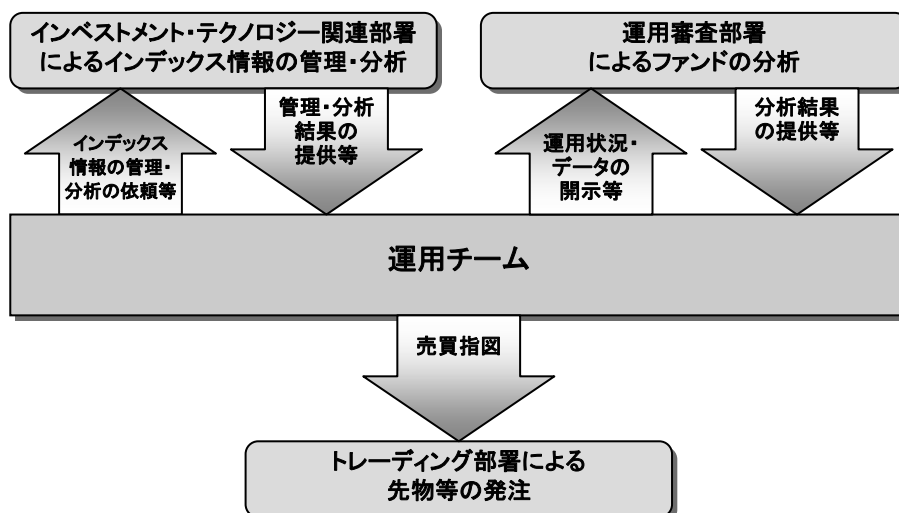 インベストメント・テクノロジー関連部署
によるインデックス情報の管理・分析
運用審査部署
によるファンドの分析
インデックス
情報の管理・
分析の依頼等
管理・分析
結果の
提供等
運用状況・
データの
開示等
分析結果
の提供等
運用チーム
売買指図
トレーディング部署による
先物等の発注